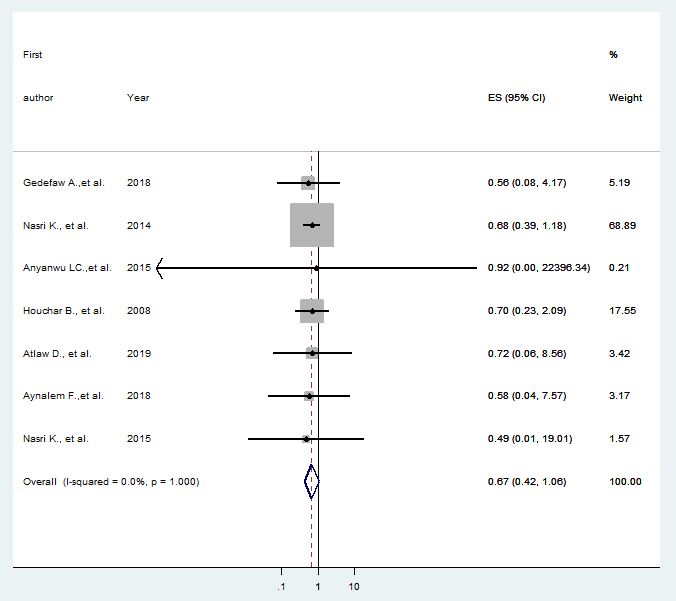 First %
author Year ES (95% CI) Weight
Gedefaw A.,et al. 2018 0.56 (0.08, 4.17) 5.19
Nasri K., et al. 2014 0.68 (0.39, 1.18) 68.89
Anyanwu LC.,et al. 2015 0.92 (0.00, 22396.34) 0.21
Houchar B., et al. 2008 0.70 (0.23, 2.09) 17.55
Atlaw D., et al. 2019 0.72 (0.06, 8.56) 3.42
Aynalem F.,et al. 2018 0.58 (0.04, 7.57) 3.17
Nasri K., et al. 2015 0.49 (0.01, 19.01) 1.57
Overall (I-squared = 0.0%, p = 1.000) 0.67 (0.42, 1.06) 100.00
.1 1 10